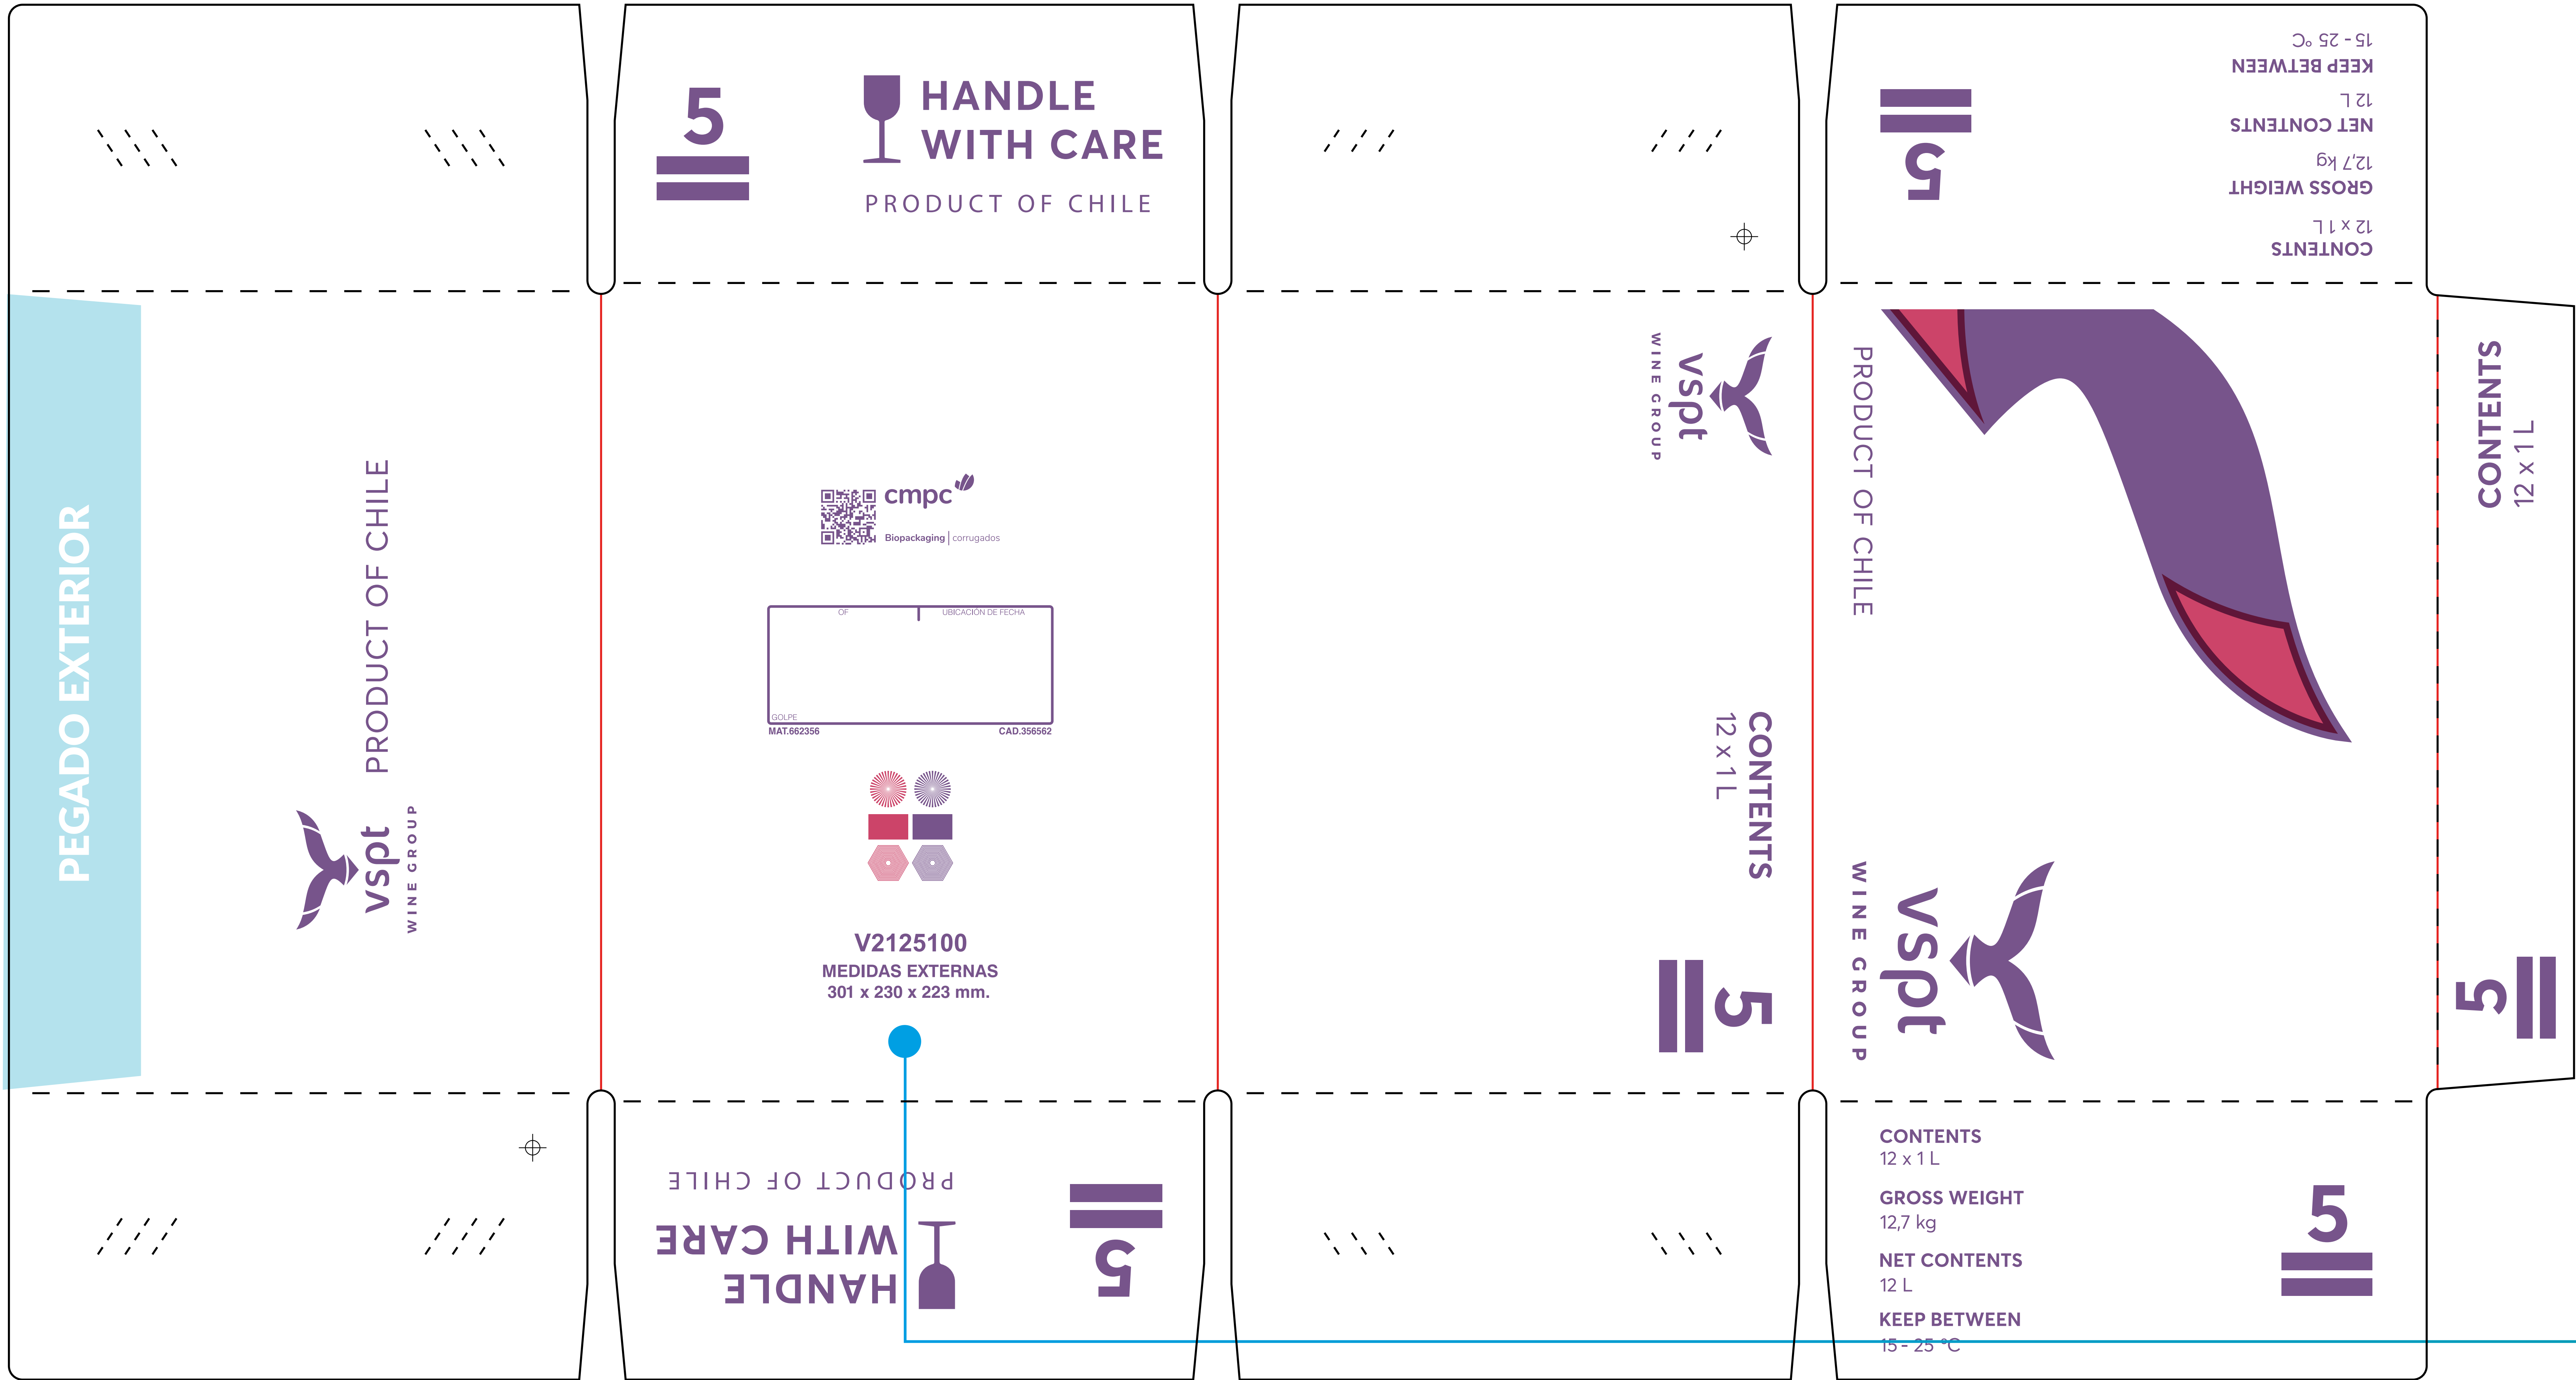 5
HANDLE
WITH CARE
PRODUCT OF CHILE
CONTENTS
12 x 1 L
GROSS WEIGHT
12,7 kg
NET CONTENTS
12 L
KEEP BETWEEN
15 - 25 °C
5
PEGADO EXTERIOR
PRODUCT OF CHILE
vspt
WINE GROUP
cmpc
Biopackaging | corrugados
OF
UBICACIÓN DE FECHA
GOLPE
MAT.662356
CAD.356562
V2125100
MEDIDAS EXTERNAS
301 x 230 x 223 mm.
vspt
WINE GROUP
CONTENTS
12 x 1 L
5
PRODUCT OF CHILE
vspt
WINE GROUP
CONTENTS
12 x 1 L
5
HANDLE
WITH CARE
PRODUCT OF CHILE
5
CONTENTS
12 x 1 L
GROSS WEIGHT
12,7 kg
NET CONTENTS
12 L
KEEP BETWEEN
15 - 25 °C
5